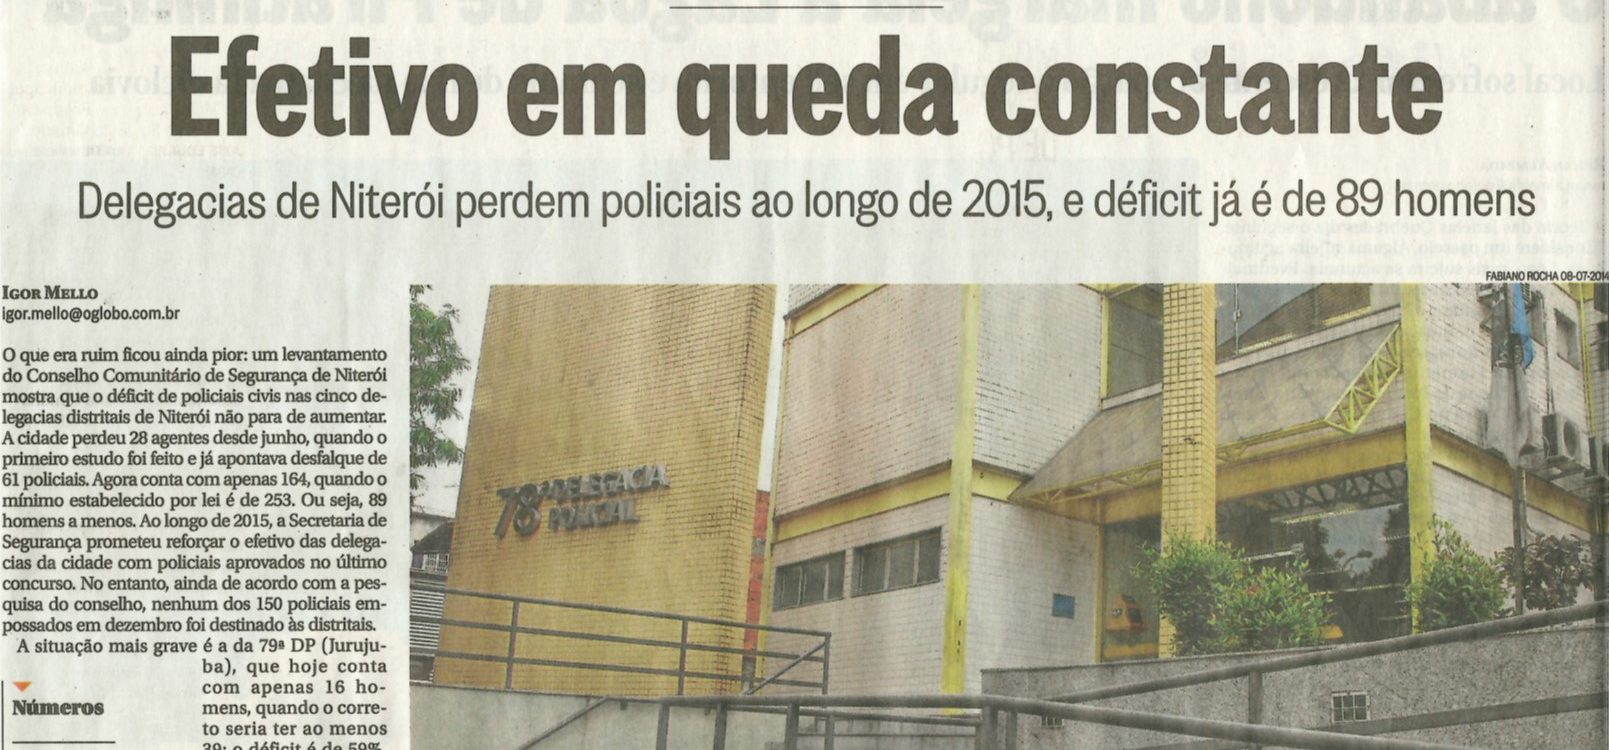 Efetivo em queda constante
Delegacias de Niterói perdem policiais ao longo de 2015, e déficit já é de 89 homens
FABIANO ROCHA 08-07-2014
IGOR MELLO
igor.mello@oglobo.com.br
O que era ruim ficou ainda pior: um levantamento
do Conselho Comunitário de Segurança de Niterói
mostra que o déficit de policiais civis nas cinco de-
legacias distritais de Niterói não para de aumentar.
A cidade perdeu 28 agentes desde junho, quando o
primeiro estudo foi feito e já apontava desfalque de
61 policiais. Agora conta com apenas 164, quando o
mínimo estabelecido por lei é de 253. Ou seja, 89
homens a menos. Ao longo de 2015, a Secretaria de
Segurança prometeu reforçar o efetivo das delega-
cias da cidade com policiais aprovados no último
concurso. No entanto, ainda de acordo com a pes-
quisa do conselho, nenhum dos 150 policiais em-
possados em dezembro foi destinado às distritais.
A situação mais grave é a da 79ª DP (Juruju-
ba), que hoje conta
com apenas 16 ho-
mens, quando o corre-
to seria ter ao menos
39; o déficit é de 59%
Números
78ª DELEGACIA
POLICIAL